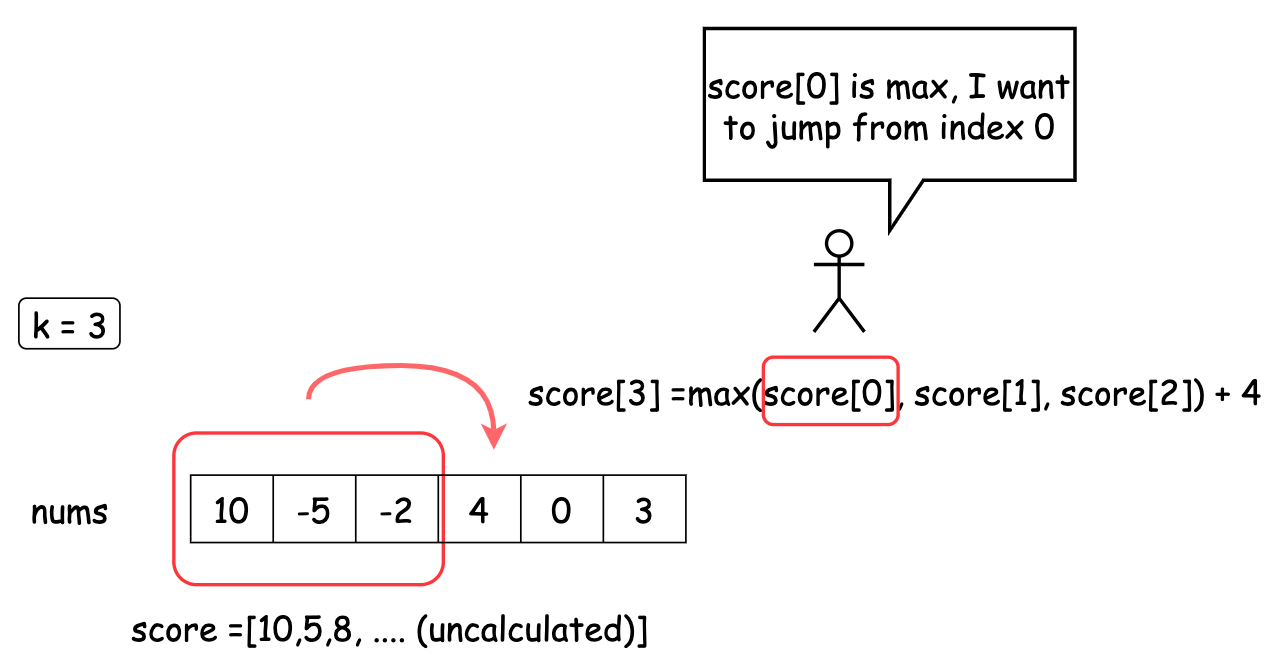 score[0] is max, I want
to jump from index 0
k = 3
score[3] =max(score[0], score[1], score[2]) + 4
nums
10 -5 -2 4 0 3
score =[10,5,8, .... (uncalculated)]